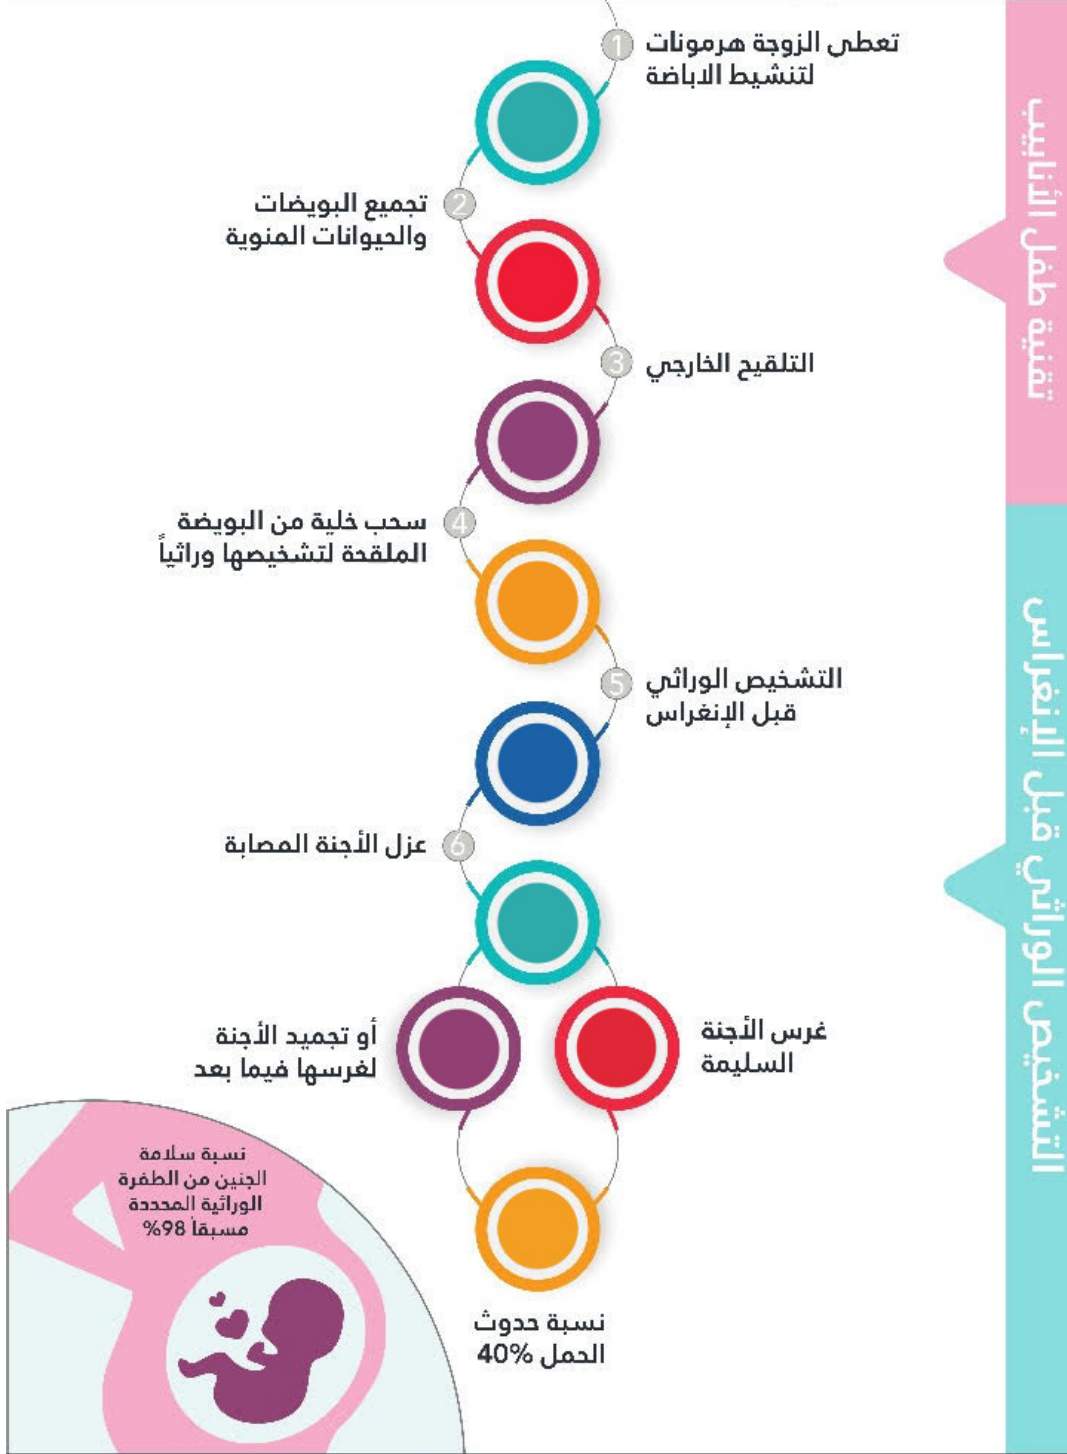 تقنية طفل الأنابيب
1
تعطى الزوجة هرمونات
لتنشيط الاباضة
2
تجميع البويضات
والحيوانات المنوية
3
التلقيح الخارجي
التشخيص الوراثي قبل الإنغراس
4
سحب خلية من البويضة
الملقحة لتشخيصها وراثياً
5
التشخيص الوراثي
قبل الإنغراس
6
عزل الأجنة المصابة
غرس الأجنة
السليمة
أو تجميد الأجنة
لغرسها فيما بعد
نسبة حدوث
الحمل 40%
نسبة سلامة
الجنين من الطفرة
الوراثية المحددة
مسبقاً 98%